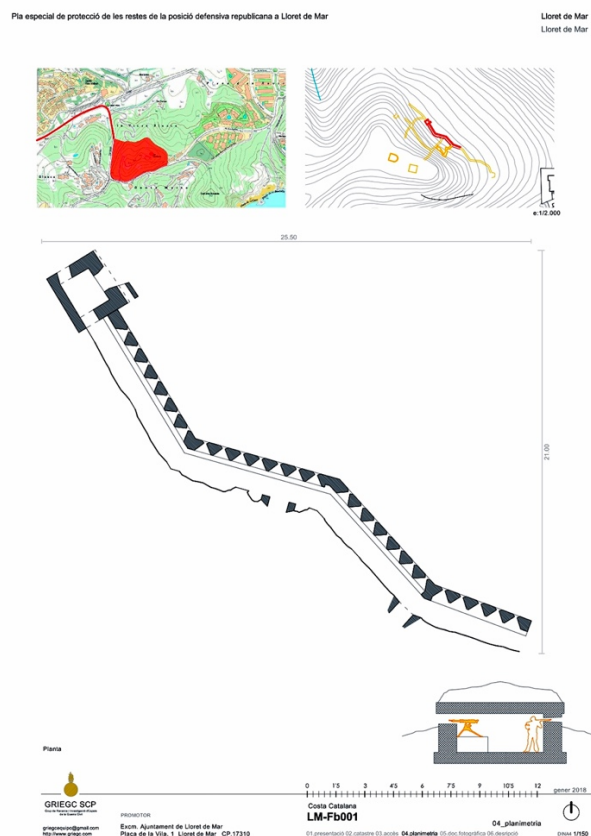 Pla especial de protecció de les restes de la posició defensiva republicana a Lloret de Mar
Lloret de Mar
Lloret de Mar
e:1/2.000
25.50
21.00
Planta
GRIEGC SCP
griegcequipo@gmail.com
http://www.griegc.com
PROMOTOR
Excm. Ajuntament de Lloret de Mar
Plaça de la Vila, 1 Lloret de Mar CP.17310
0 1'5 3 4'5 6 7'5 9 10'5 12
gener 2018
Costa Catalana
LM-Fb001
04_planimetria
01.presentació 02.catastre 03.accés 04.planimetria 05.doc.fotogràfica 06.descripció
DINA4 1/150